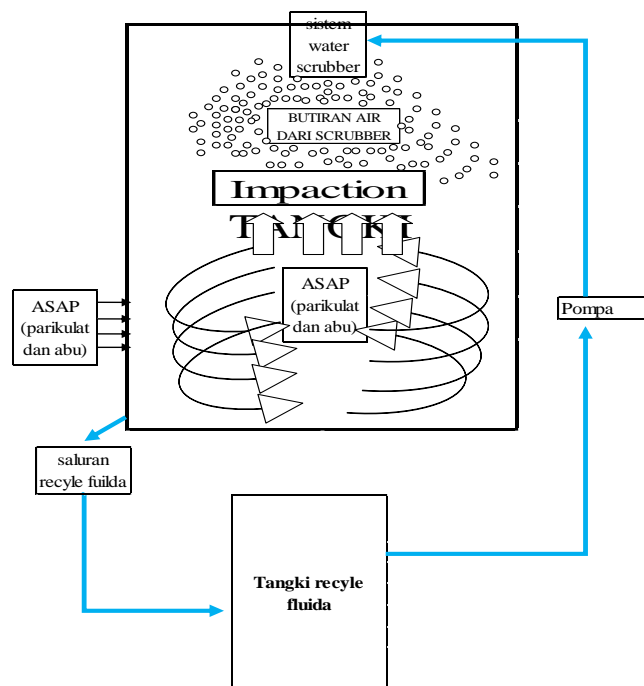 sistem
water
scrubber
BUTIRAN AIR
DARI SCRUBBER
Impaction
TANGKI
ASAP
(parikulat
dan abu)
ASAP
(parikulat
dan abu)
Pompa
saluran
recyle fuilda
Tangki recyle
fluida